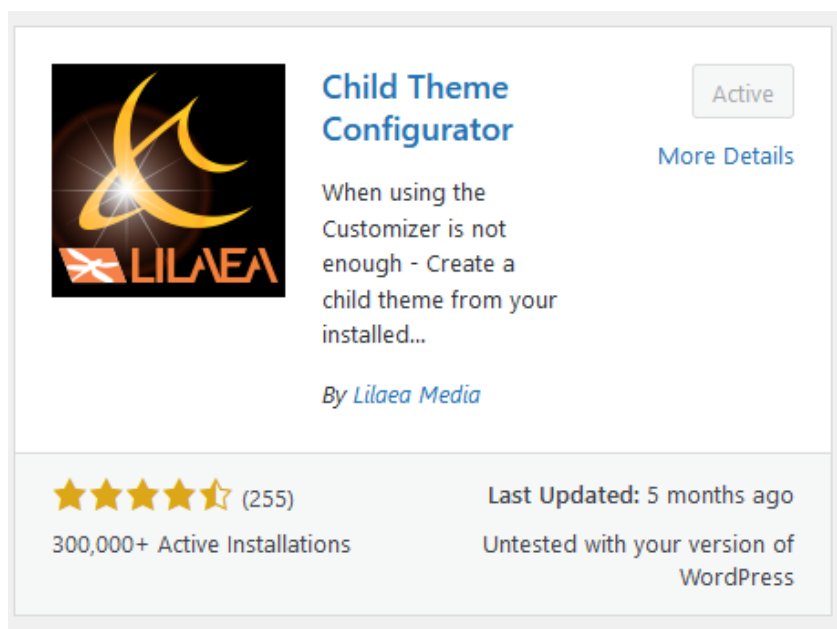 LILAEA
Child Theme
Configurator
When using the
Customizer is not
enough - Create a
child theme from your
installed...
By Lilaea Media
Active
More Details
(255)
300,000+ Active Installations
Last Updated: 5 months ago
Untested with your version of
WordPress